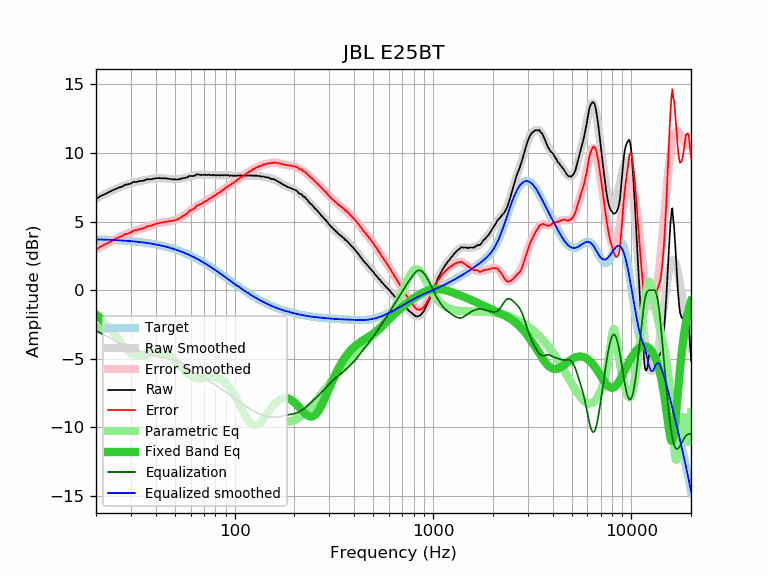 JBL E25BT
Amplitude (dBr)
15
10
5
0
−5
−10
−15
Target
Raw Smoothed
Error Smoothed
Raw
Error
Parametric Eq
Fixed Band Eq
Equalization
Equalized smoothed
100
1000
10000
Frequency (Hz)